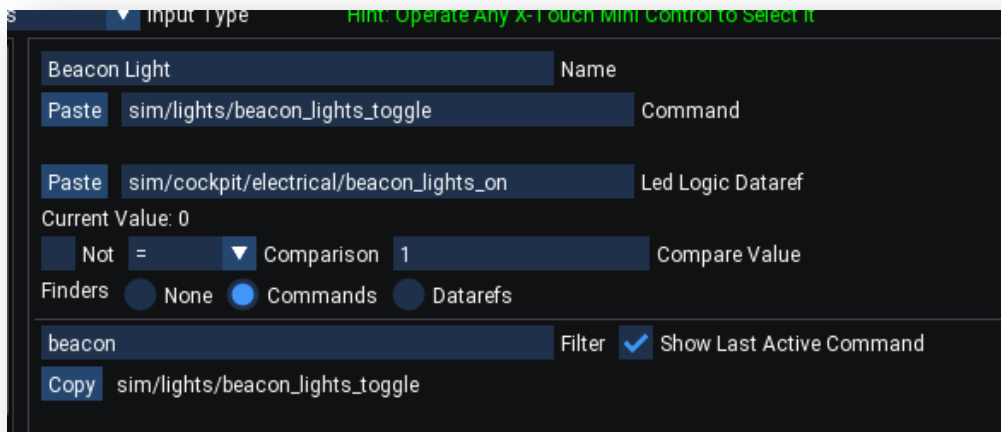 s Input Type Hint: Operate Any X-Touch Mini Control to Select It
Beacon Light Name
Paste sim/lights/beacon_lights_toggle Command
Paste sim/cockpit/electrical/beacon_lights_on Led Logic Dataref
Current Value: 0
Not = Comparison 1 Compare Value
Finders None Commands Datarefs
beacon Filter Show Last Active Command
Copy sim/lights/beacon_lights_toggle